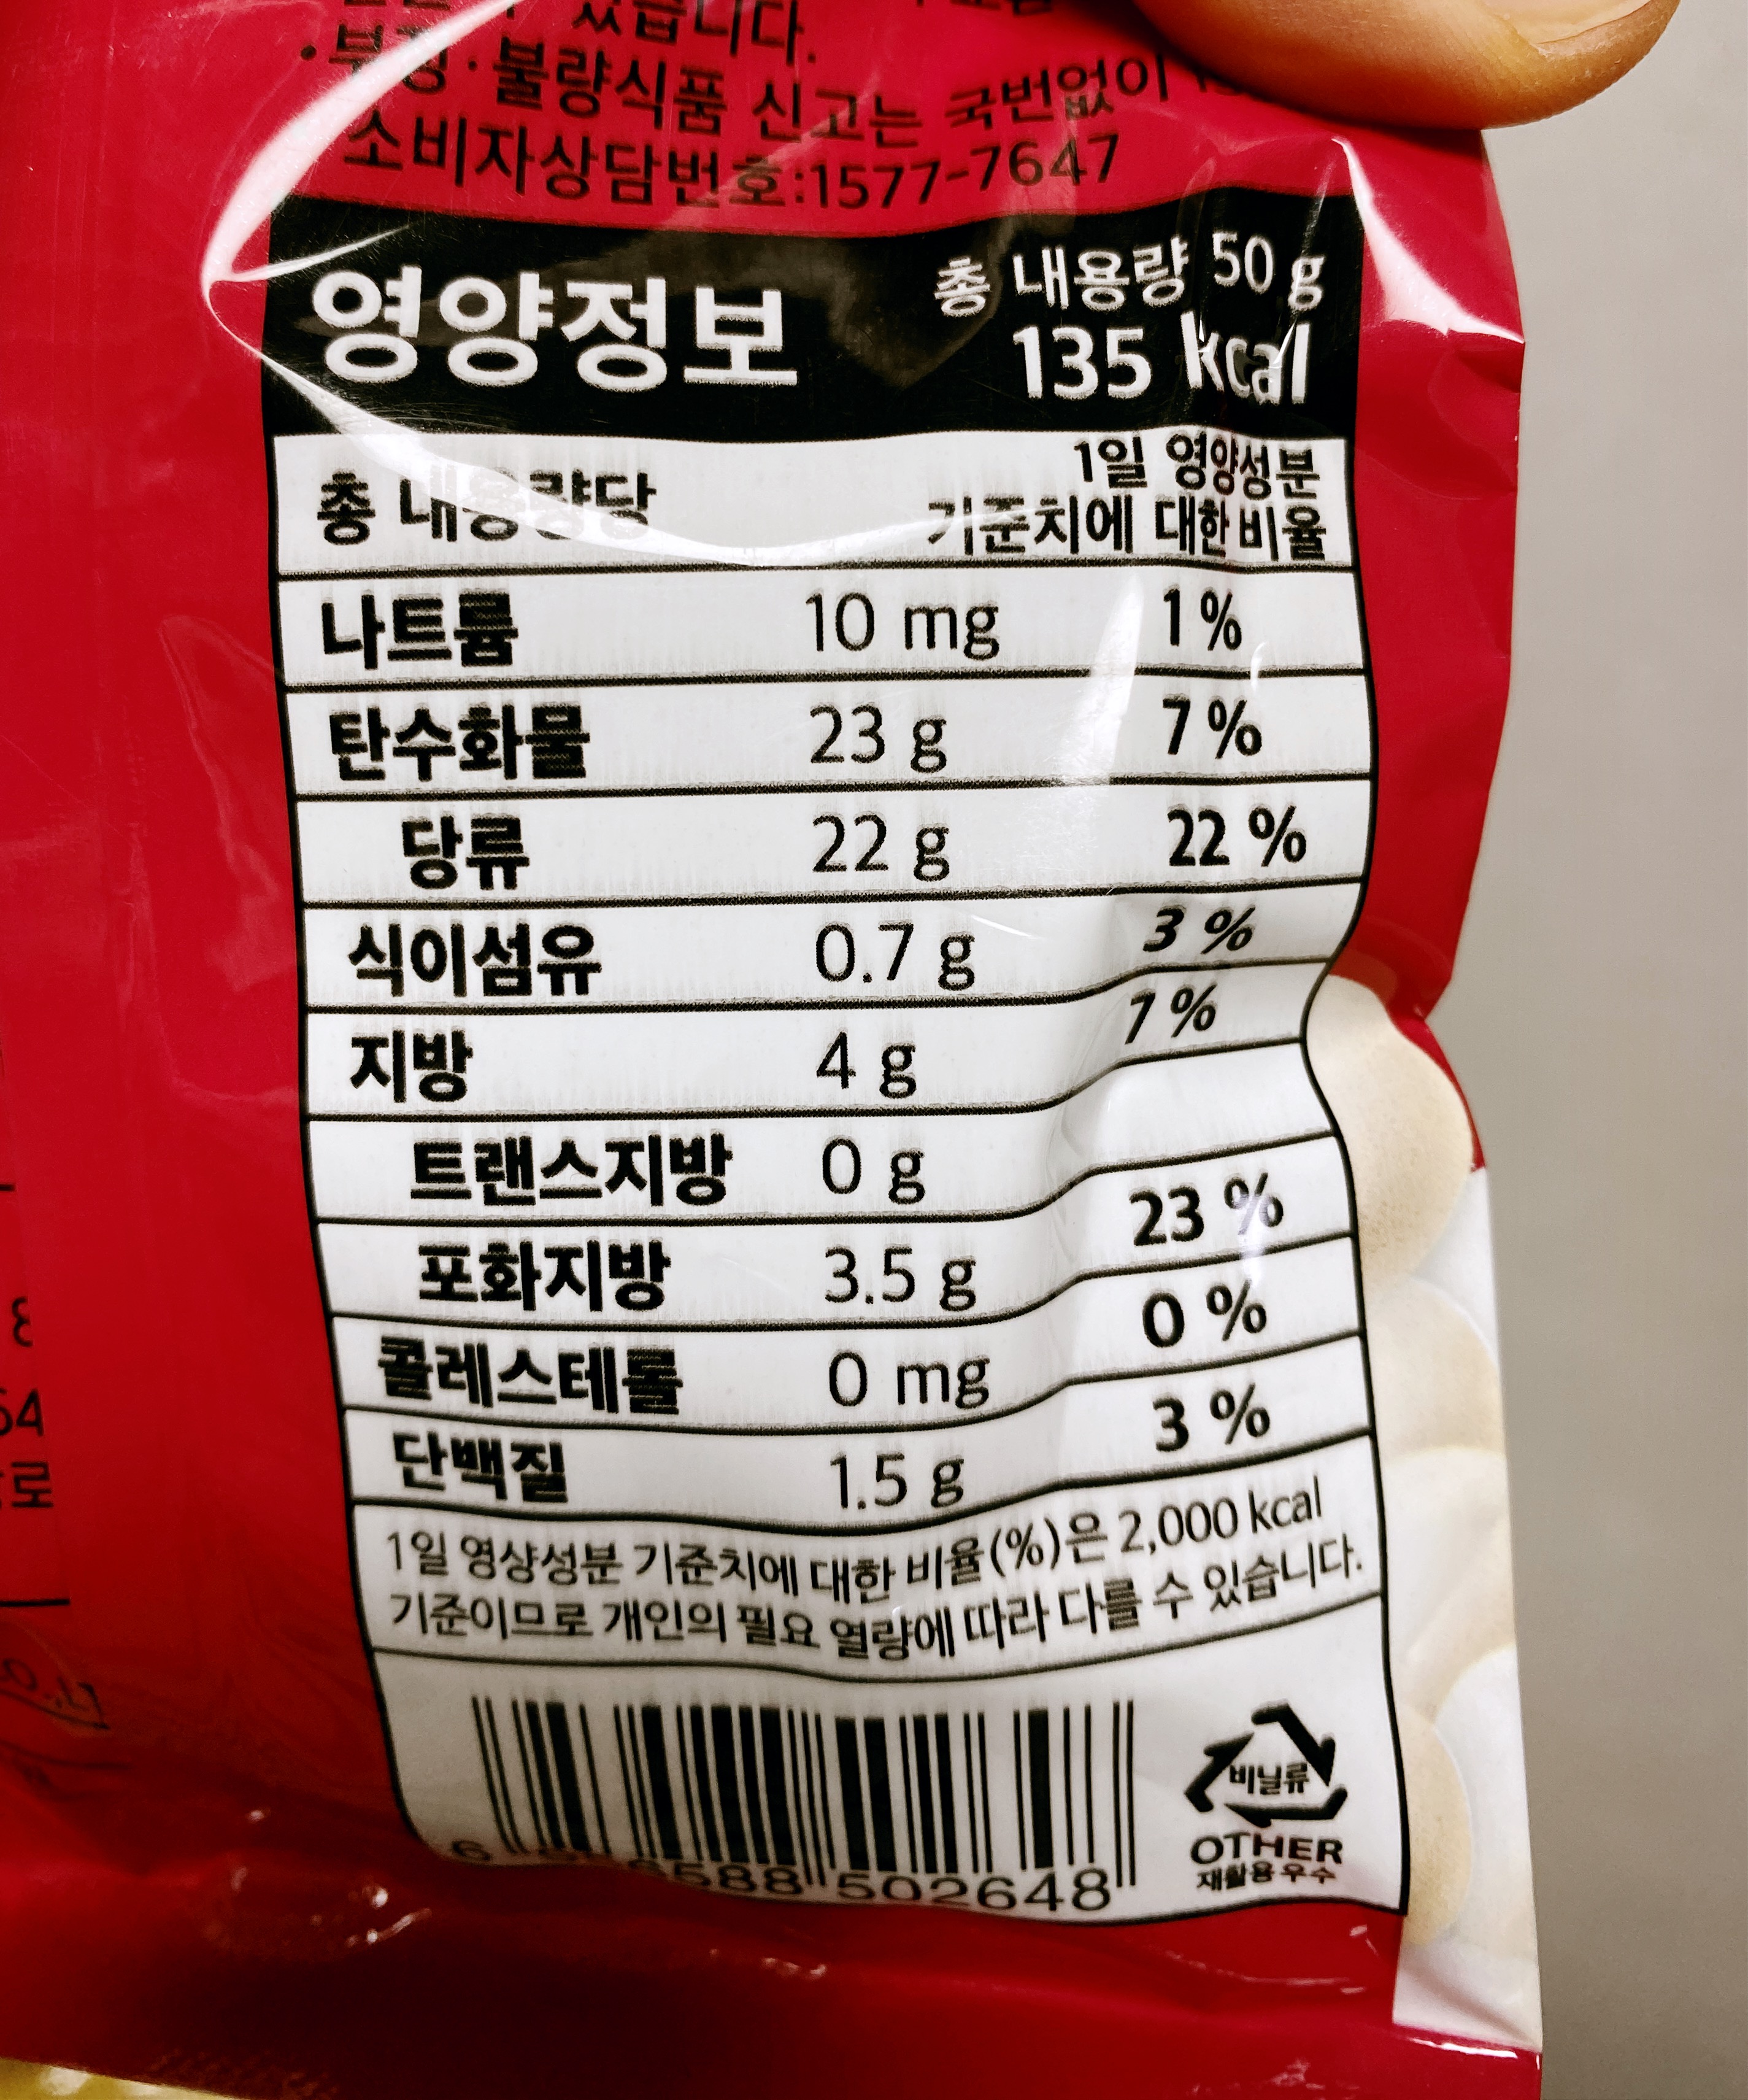 있습니다.
·부정·불량식품 신고는 국번없이
소비자상담번호:1577-7647
영양정보
총 내용량 50 g
135 kcal
총 내용량당
1일 영양성분
기준치에 대한 비율
나트륨 10 mg 1 %
탄수화물 23 g 7 %
당류 22 g 22 %
식이섬유 0.7 g 3 %
지방 4 g 7 %
트랜스지방 0 g
포화지방 3.5 g 23 %
콜레스테롤 0 mg 0 %
단백질 1.5 g 3 %
1일 영상성분 기준치에 대한 비율(%)은 2,000 kcal
기준이므로 개인의 필요 열량에 따라 다를 수 있습니다.
비닐류
OTHER
재활용우수
502648
64
로